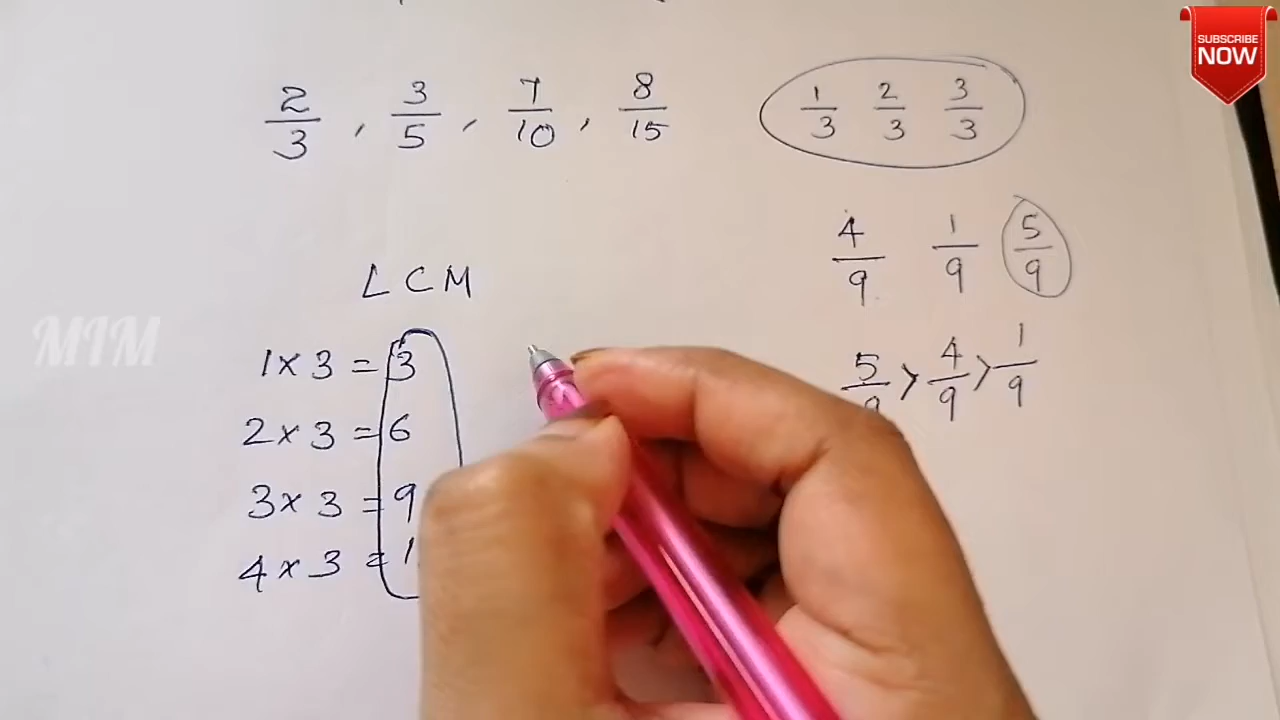 SUBSCRIBE
NOW
2/3 , 3/5 , 7/10 , 8/15
1/3 2/3 3/3
4/9 1/9 5/9
LCM
MIM
1 x 3 = 3
2 x 3 = 6
3 x 3 = 9
4 x 3 = 1
5/9 > 4/9 > 1/9